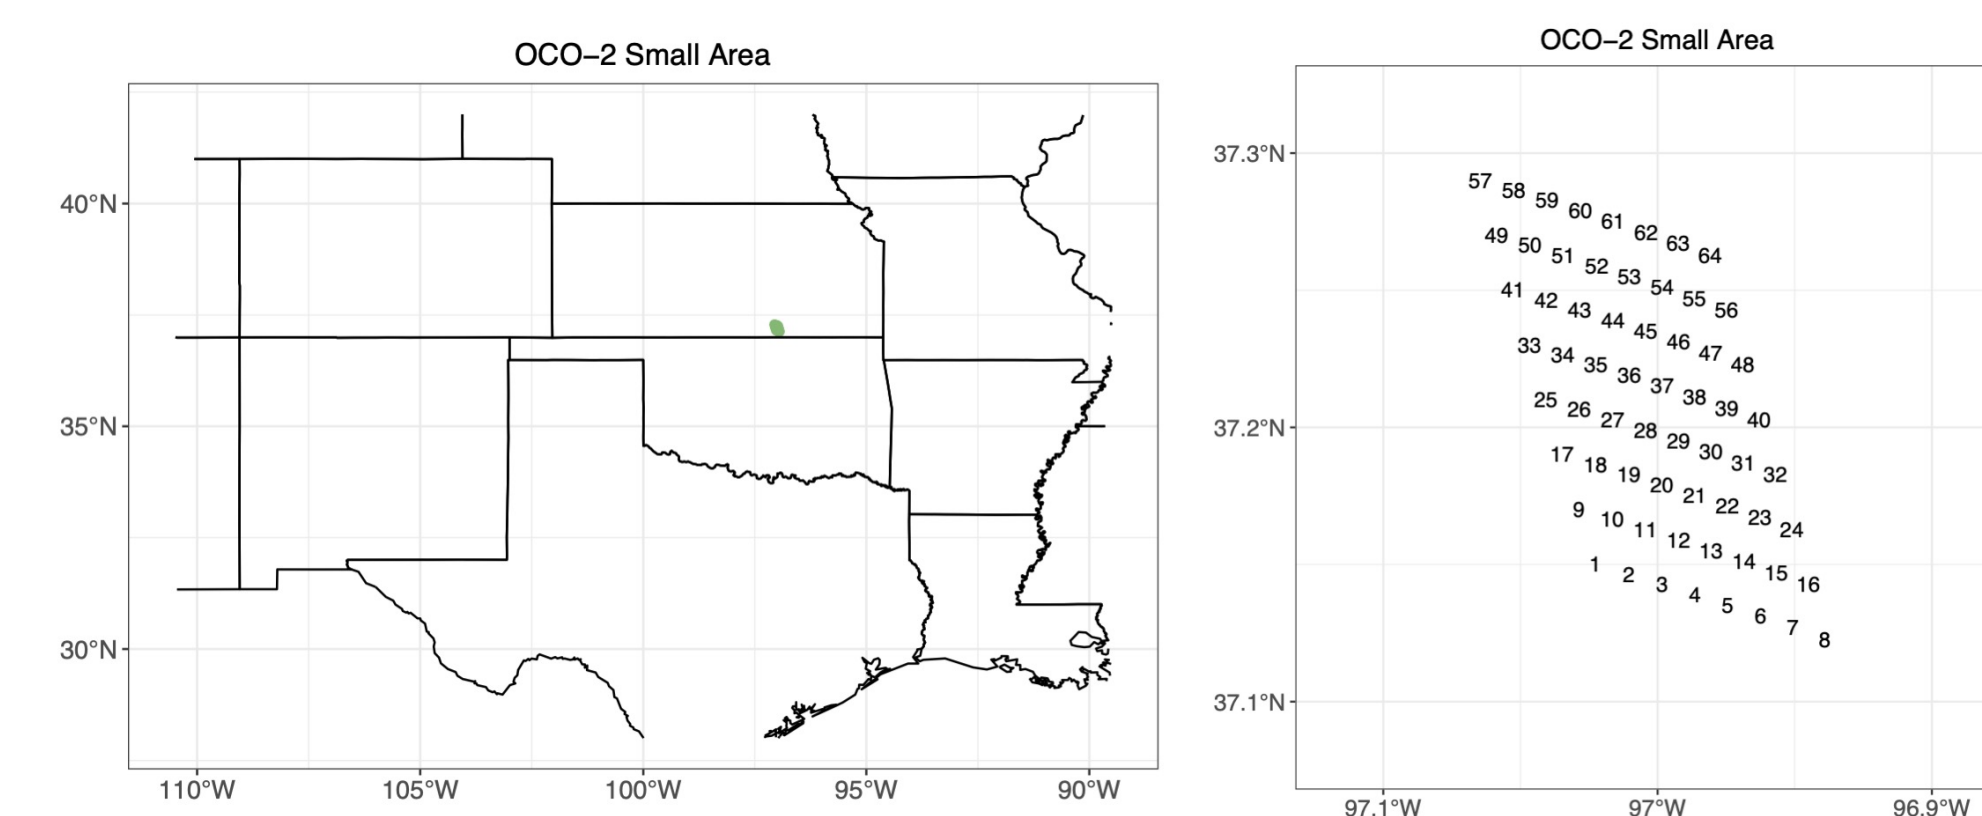 OCO−2 Small Area
40°N
35°N
30°N
110°W 105°W 100°W 95°W 90°W
OCO−2 Small Area
37.3°N
37.2°N
37.1°N
57 58 59 60 61 62 63 64
49 50 51 52 53 54 55 56
41 42 43 44 45 46 47 48
33 34 35 36 37 38 39 40
25 26 27 28 29 30 31 32
17 18 19 20 21 22 23 24
9 10 11 12 13 14 15 16
1 2 3 4 5 6 7 8
97.1°W 97°W 96.9°W